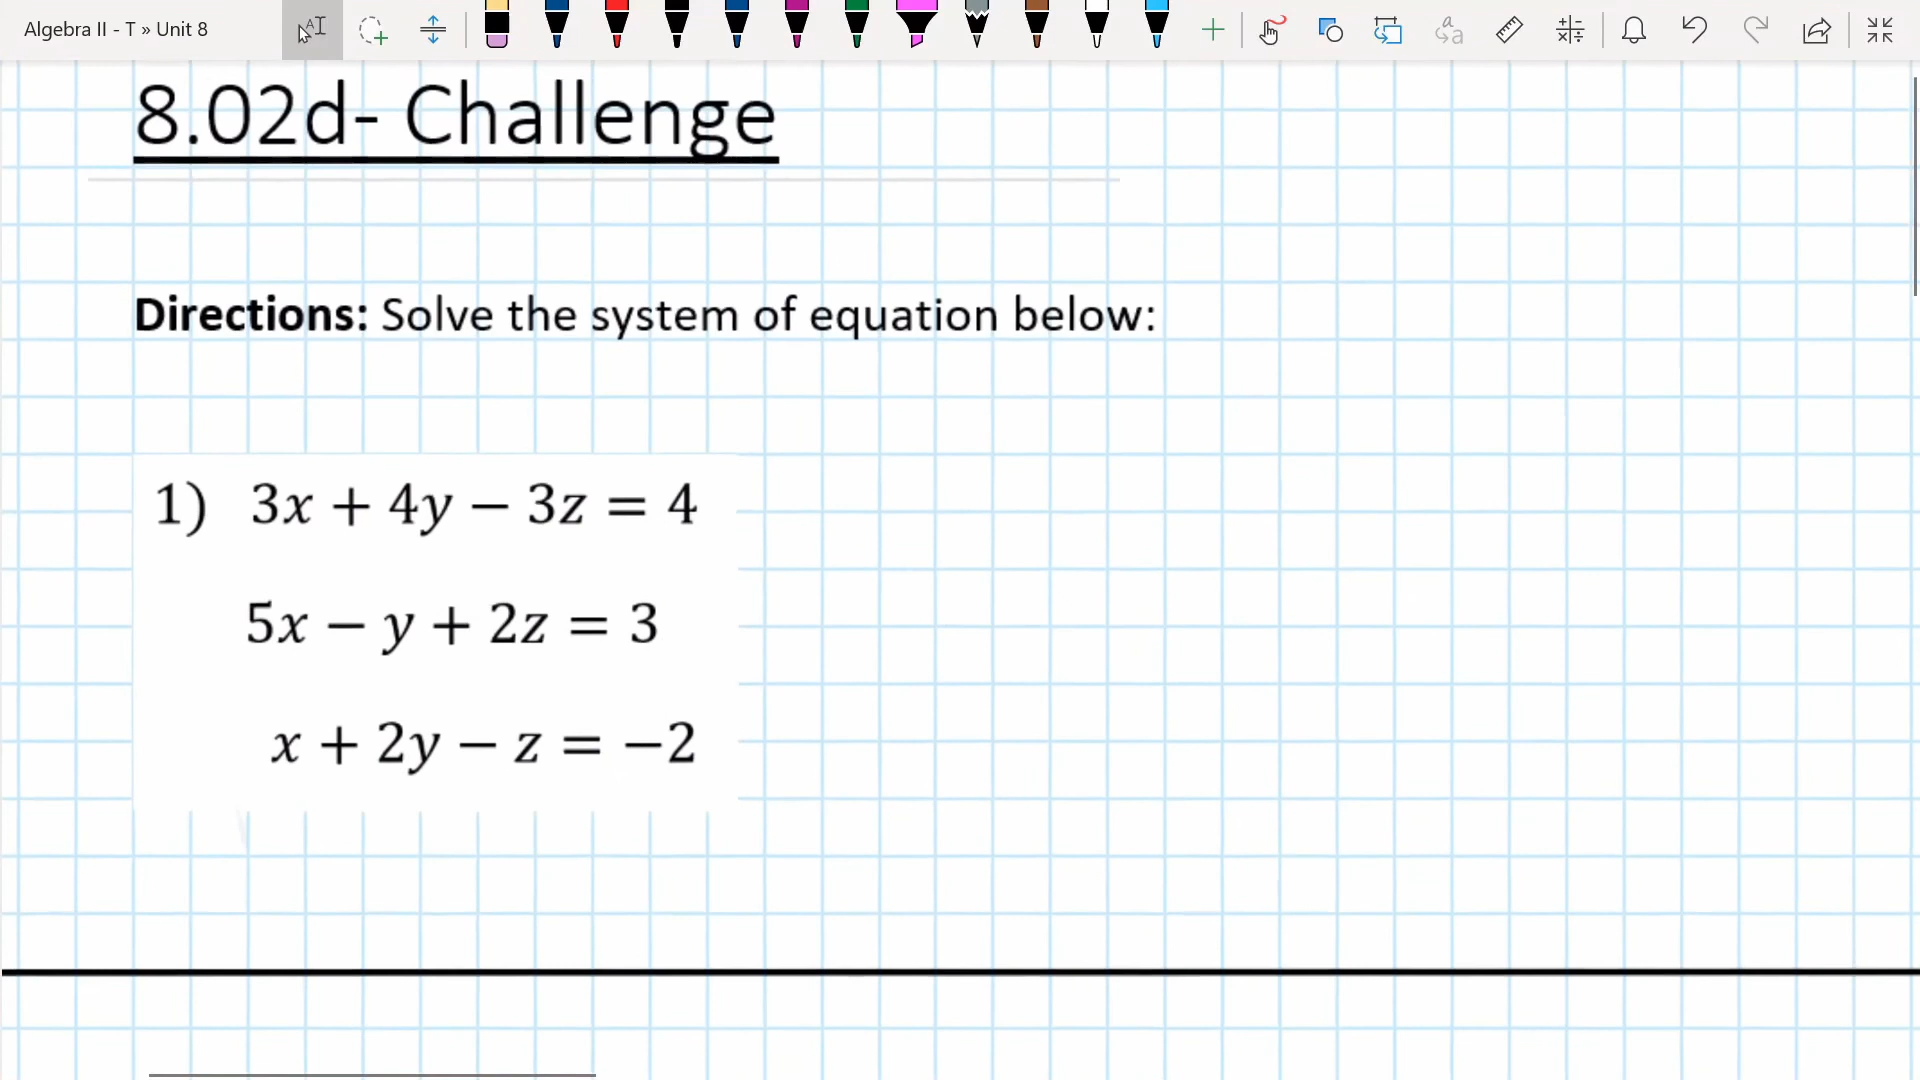 Algebra II - T » Unit 8
8.02d- Challenge
Directions: Solve the system of equation below:
1) 3x + 4y − 3z = 4
5x − y + 2z = 3
x + 2y − z = −2